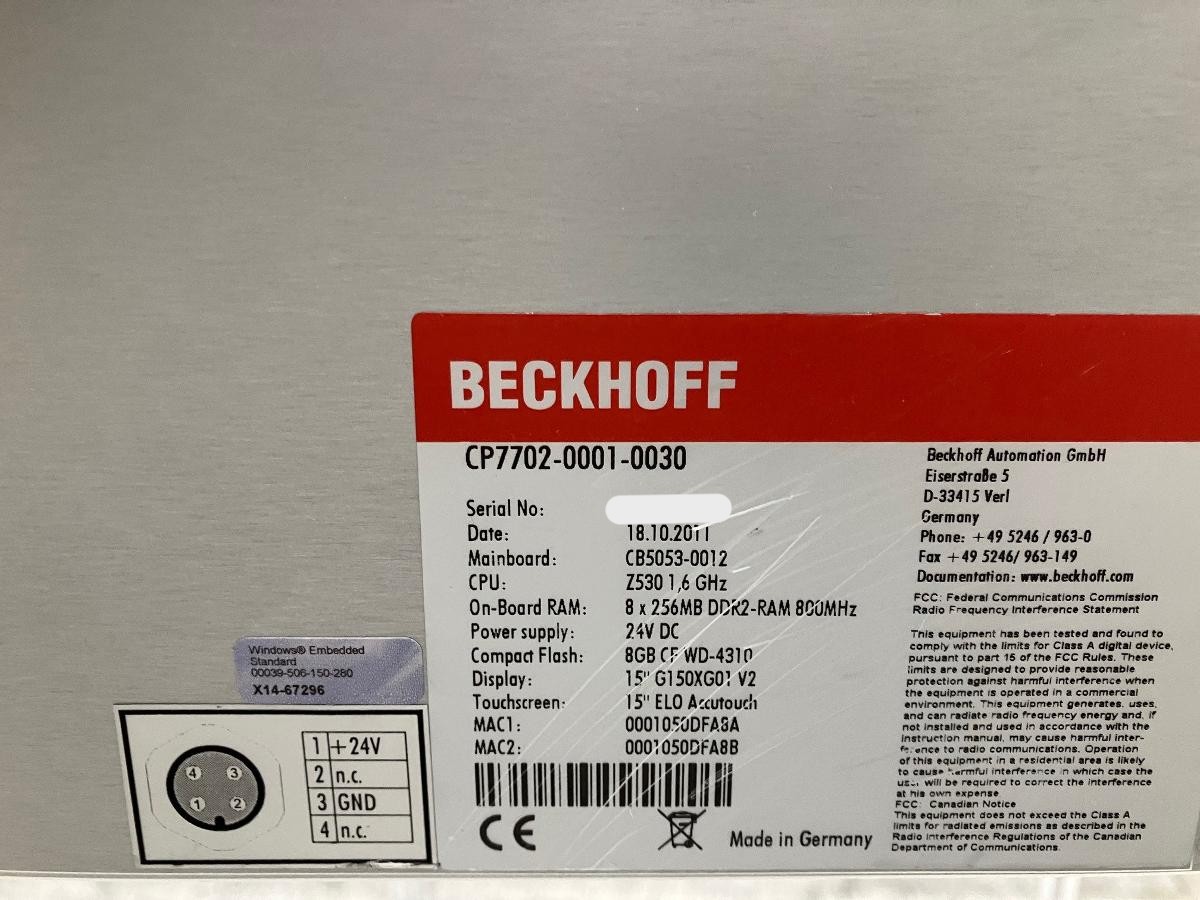 BECKHOFF
CP7702-0001-0030
Serial No:
Date: 18.10.2011
Mainboard: CB5053-0012
CPU: Z530 1,6 GHz
On-Board RAM: 8 x 256MB DDR2-RAM 800MHz
Power supply: 24V DC
Compact Flash: 8GB CF WD-4310
Display: 15" G150XG01 V2
Touchscreen: 15" ELO Accutouch
MAC1: 0001050DFA8A
MAC2: 0001050DFA8B
CE
Made in Germany
Beckhoff Automation GmbH
Eiserstraße 5
D-33415 Verl
Germany
Phone: +49 5246 / 963-0
Fax +49 5246/ 963-149
Documentation: www.beckhoff.com
FCC: Federal Communications Commission
Radio Frequency Interference Statement
This equipment has been tested and found to
comply with the limits for Class A digital device,
pursuant to part 15 of the FCC Rules. These
limits are designed to provide reasonable
protection against harmful interference when
the equipment is operated in a commercial
environment. This equipment generates, uses,
and can radiate radio frequency energy and, if
not installed and used in accordance with the
instruction manual, may cause harmful inter-
ference to radio communications. Operation
of this equipment in a residential area is likely
to cause harmful interference in which case the
user will be required to correct the interference
at his own expense
FCC: Canadian Notice
This equipment does not exceed the Class A
limits for radiated emissions as described in the
Radio Interference Regulations of the Canadian
Department of Communications.
Windows® Embedded
Standard
00039-506-150-280
X14-67296
4 3
1 2
1 +24V
2 n.c.
3 GND
4 n.c.